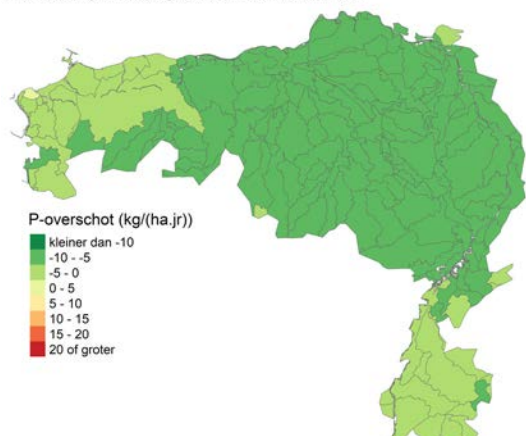 P-overschot (kg/(ha.jr))
kleiner dan -10
-10 - -5
-5 - 0
0 - 5
5 - 10
10 - 15
15 - 20
20 of groter